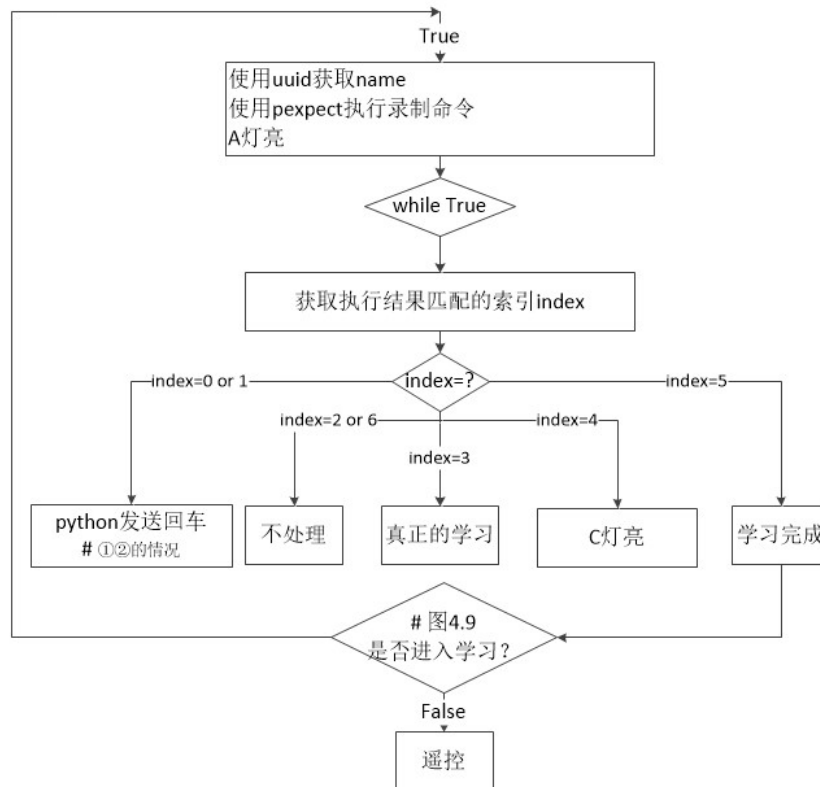 True
使用uuid获取name
使用pexpect执行录制命令
A灯亮
while True
获取执行结果匹配的索引index
index=?
index=0 or 1
index=5
index=2 or 6
index=4
index=3
python发送回车
# ①②的情况
不处理
真正的学习
C灯亮
学习完成
# 图4.9
是否进入学习?
False
遥控